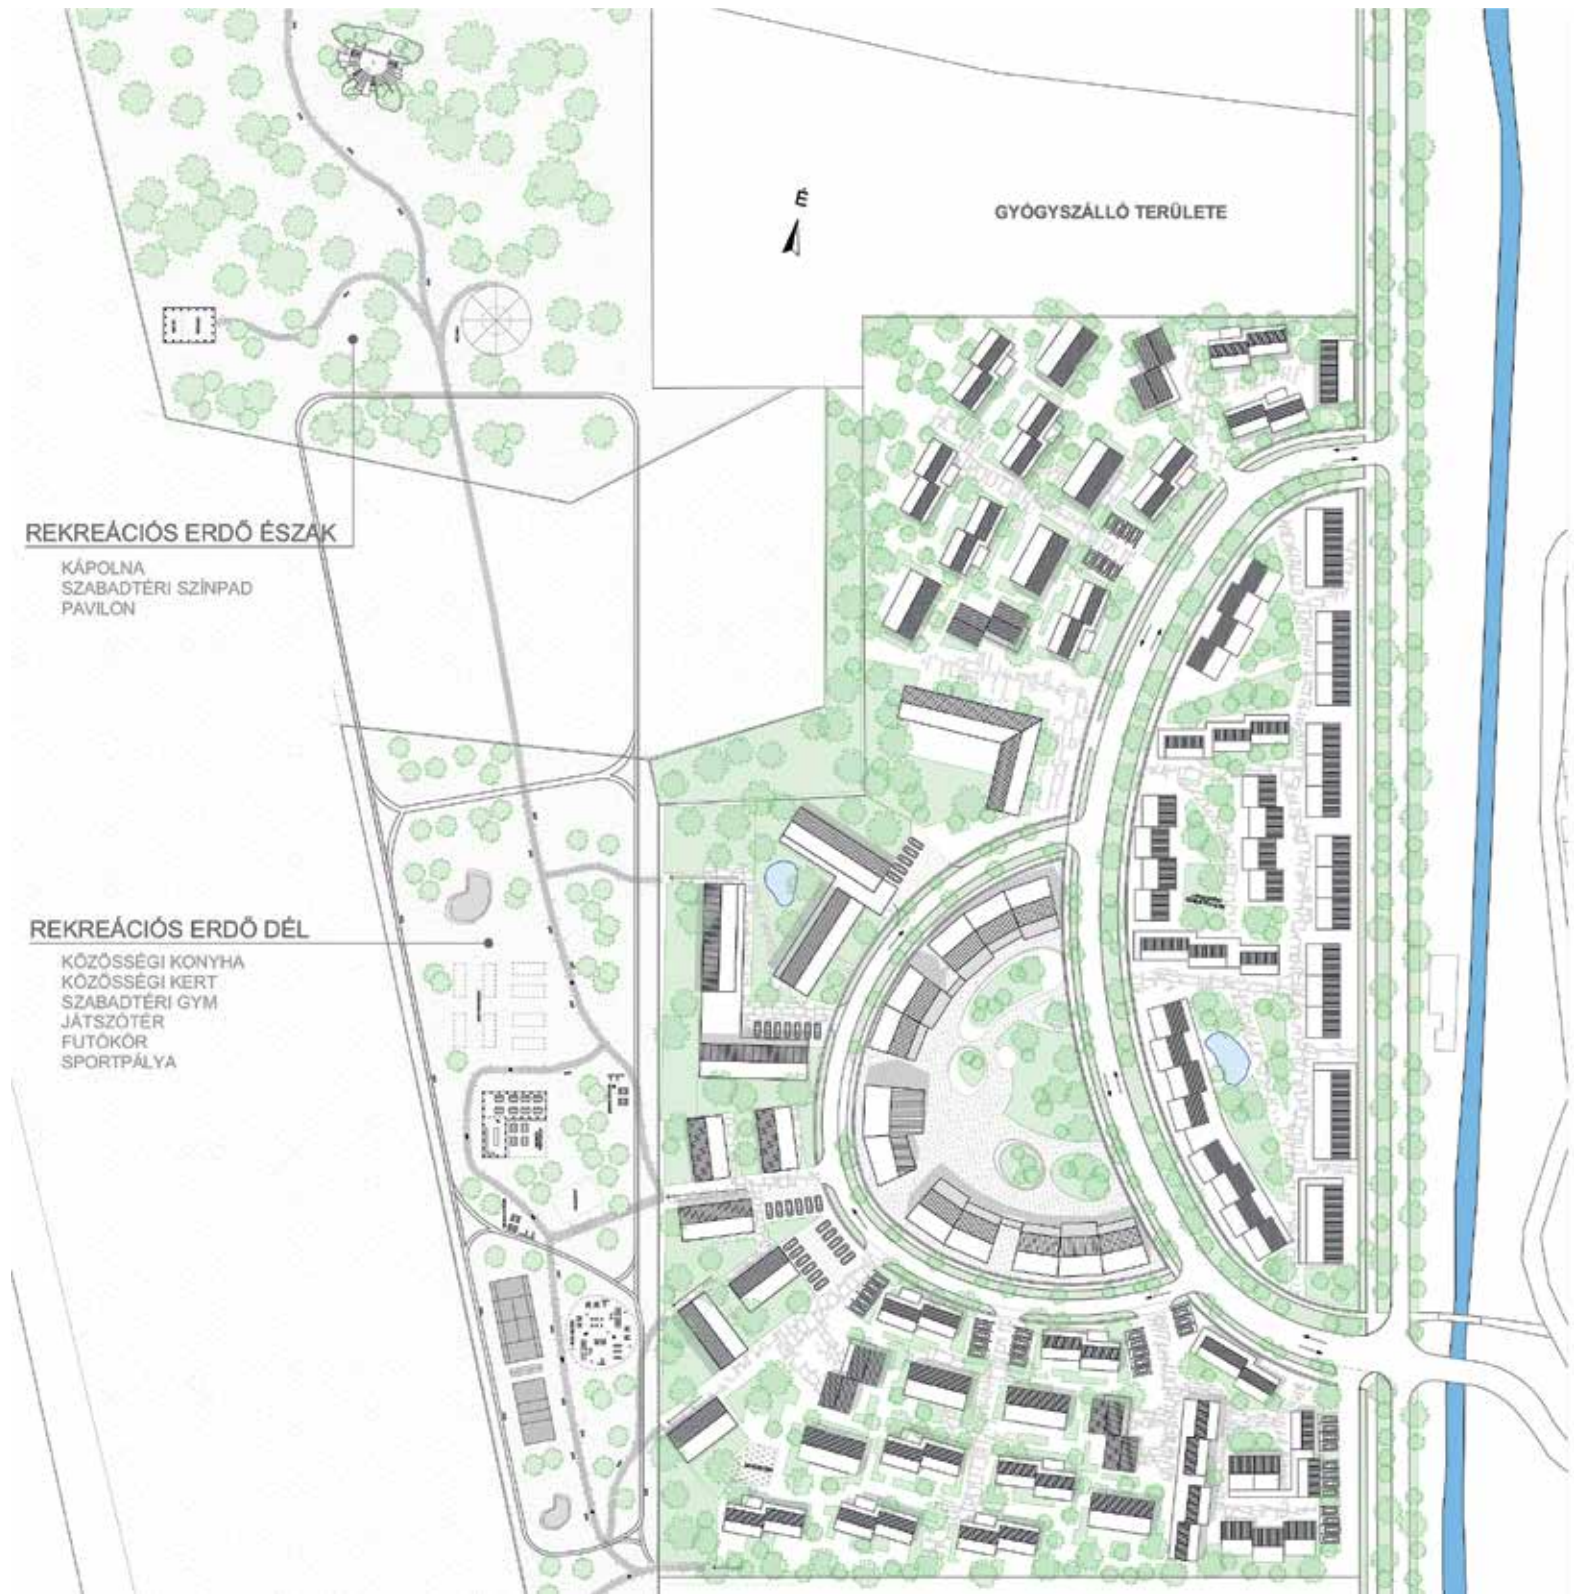 É
GYÓGYSZÁLLÓ TERÜLETE
REKREÁCIÓS ERDŐ ÉSZAK
KÁPOLNA
SZABADTÉRI SZÍNPAD
PAVILON
REKREÁCIÓS ERDŐ DÉL
KÖZÖSSÉGI KONYHA
KÖZÖSSÉGI KERT
SZABADTÉRI GYM
JÁTSZÓTÉR
FUTÓKÖR
SPORTPÁLYA